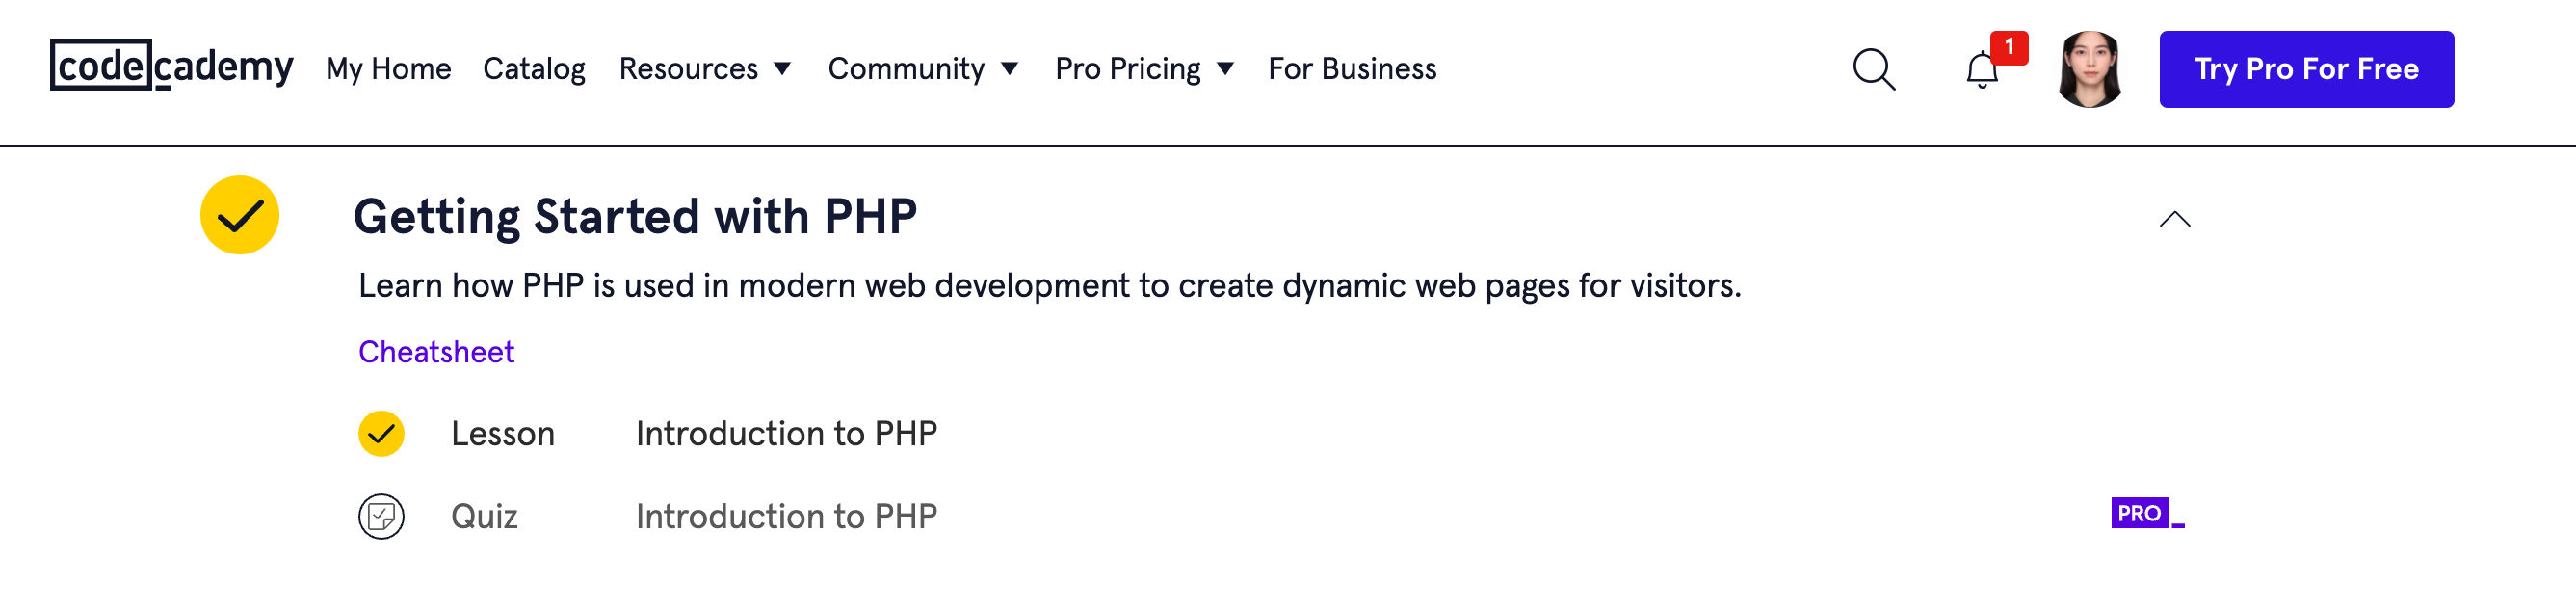 codecademy My Home Catalog Resources Community Pro Pricing For Business 1 Try Pro For Free
Getting Started with PHP
Learn how PHP is used in modern web development to create dynamic web pages for visitors.
Cheatsheet
Lesson Introduction to PHP
Quiz Introduction to PHP PRO